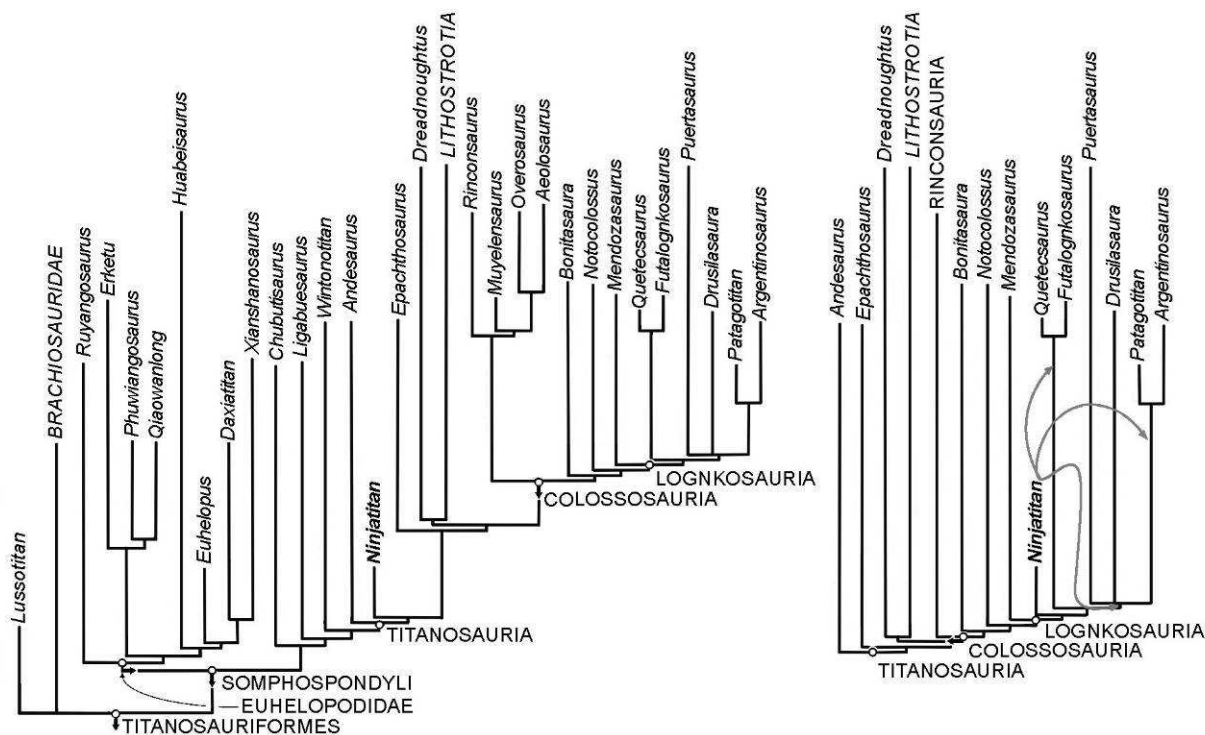 Lussotitan
BRACHIOSAURIDAE
Ruyangosaurus
Erketu
Phuwiangosaurus
Qiaowanlong
Huabeisaurus
Euhelopus
Daxiatitan
Xianshanosaurus
Chubutisaurus
Ligabuesaurus
Wintonotitan
Andesaurus
Ninjatitan
Epachthosaurus
Dreadnoughtus
LITHOSTROTIA
Rinconsaurus
Muyelensaurus
Overosaurus
Aeolosaurus
Bonitasaura
Notocolossus
Mendozasaurus
Quetecsaurus
Futalognkosaurus
Puertasaurus
Drusilasaura
Patagotitan
Argentinosaurus
LOGNKOSAURIA
COLOSSOSAURIA
TITANOSAURIA
SOMPHOSPONDYLI
—EUHELOPODIDAE
TITANOSAURIFORMES
Andesaurus
Epachthosaurus
Dreadnoughtus
LITHOSTROTIA
RINCONSAURIA
Bonitasaura
Notocolossus
Mendozasaurus
Ninjatitan
Quetecsaurus
Futalognkosaurus
Puertasaurus
Drusilasaura
Patagotitan
Argentinosaurus
LOGNKOSAURIA
COLOSSOSAURIA
TITANOSAURIA